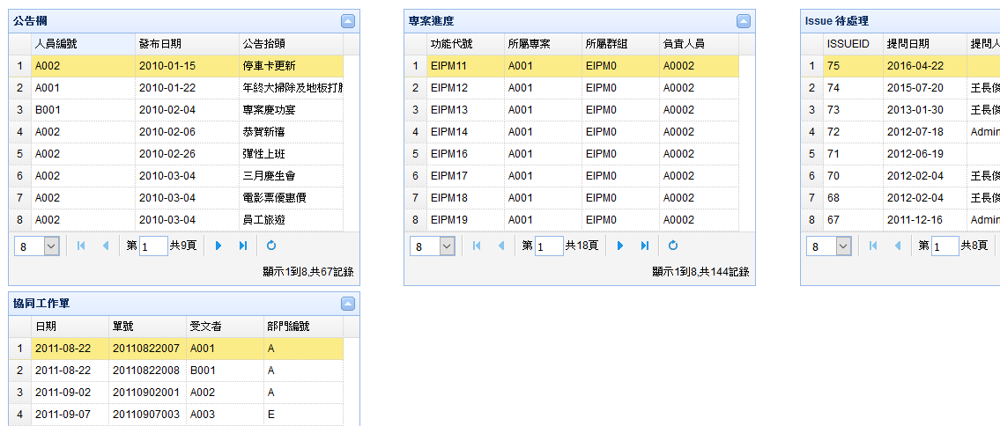 公告欄
人員編號 發布日期 公告抬頭
1 A002 2010-01-15 停車卡更新
2 A001 2010-01-22 年終大掃除及地板打
3 B001 2010-02-04 專案慶功宴
4 A002 2010-02-06 恭賀新禧
5 A002 2010-02-26 彈性上班
6 A002 2010-03-04 三月慶生會
7 A002 2010-03-04 電影票優惠價
8 A002 2010-03-04 員工旅遊
8 第 1 共9頁
顯示1到8,共67記錄
專案進度
功能代號 所屬專案 所屬群組 負責人員
1 EIPM11 A001 EIPM0 A0002
2 EIPM12 A001 EIPM0 A0002
3 EIPM13 A001 EIPM0 A0002
4 EIPM14 A001 EIPM0 A0002
5 EIPM16 A001 EIPM0 A0002
6 EIPM17 A001 EIPM0 A0002
7 EIPM18 A001 EIPM0 A0002
8 EIPM19 A001 EIPM0 A0002
8 第 1 共18頁
顯示1到8,共144記錄
Issue 待處理
ISSUEID 提問日期 提問人
1 75 2016-04-22
2 74 2015-07-20 王長俊
3 73 2013-01-30 王長俊
4 72 2012-07-18 Admin
5 71 2012-06-19
6 70 2012-02-04 王長俊
7 68 2012-02-04 王長俊
8 67 2011-12-16 Admin
8 第 1 共8頁
協同工作單
日期 單號 受文者 部門編號
1 2011-08-22 20110822007 A001 A
2 2011-08-22 20110822008 B001 A
3 2011-09-02 20110902001 A002 A
4 2011-09-07 20110907003 A003 E